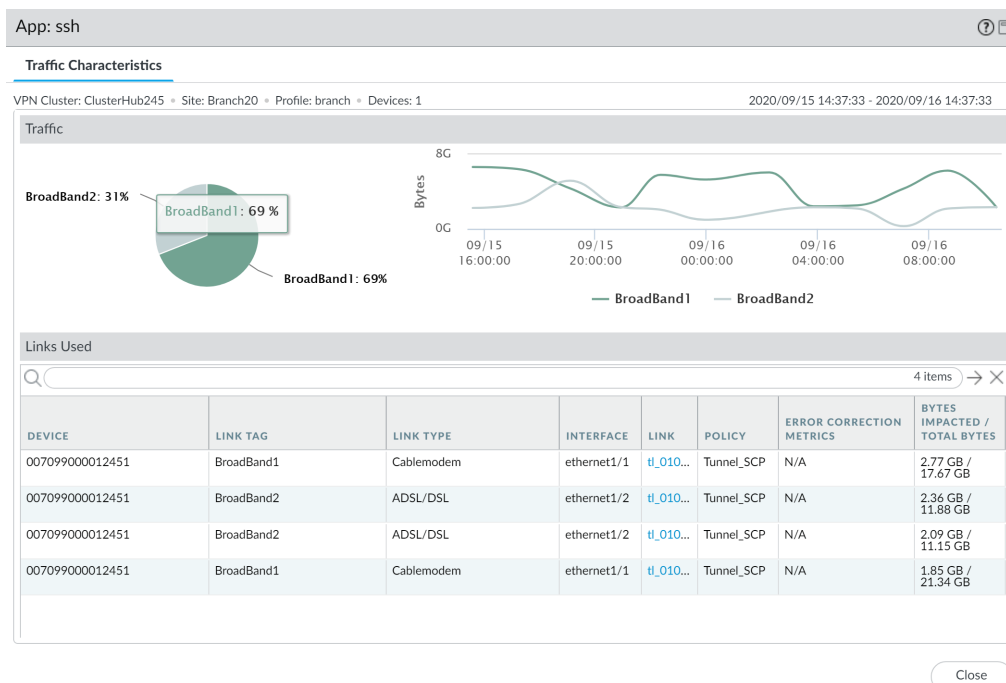 App: ssh
Traffic Characteristics
VPN Cluster: ClusterHub245 • Site: Branch20 • Profile: branch • Devices: 1 2020/09/15 14:37:33 - 2020/09/16 14:37:33
Traffic
BroadBand2: 31%
BroadBand1: 69 %
BroadBand1: 69%
8G
Bytes
0G
09/15 09/15 09/16 09/16 09/16
16:00:00 20:00:00 00:00:00 04:00:00 08:00:00
BroadBand1 BroadBand2
Links Used
4 items
DEVICE LINK TAG LINK TYPE INTERFACE LINK POLICY ERROR CORRECTION METRICS BYTES IMPACTED / TOTAL BYTES
007099000012451 BroadBand1 Cablemodem ethernet1/1 tl_010... Tunnel_SCP N/A 2.77 GB / 17.67 GB
007099000012451 BroadBand2 ADSL/DSL ethernet1/2 tl_010... Tunnel_SCP N/A 2.36 GB / 11.88 GB
007099000012451 BroadBand2 ADSL/DSL ethernet1/2 tl_010... Tunnel_SCP N/A 2.09 GB / 11.15 GB
007099000012451 BroadBand1 Cablemodem ethernet1/1 tl_010... Tunnel_SCP N/A 1.85 GB / 21.34 GB
Close